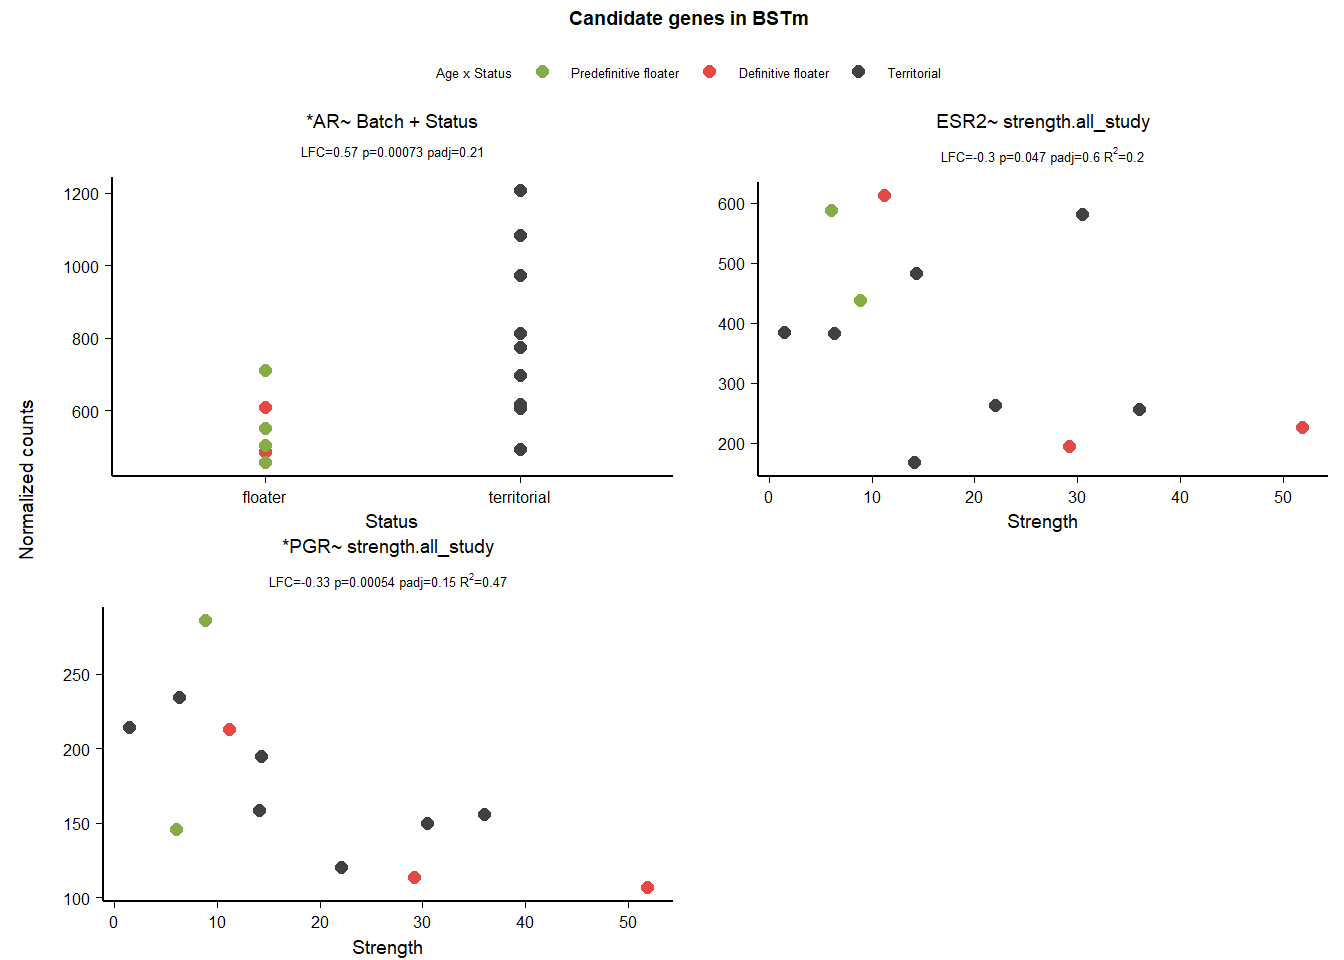 Candidate genes in BSTm
Age x Status Predefinitive floater Definitive floater Territorial
*AR~ Batch + Status
LFC=0.57 p=0.00073 padj=0.21
1200
1000
800
600
floater territorial
Status
ESR2~ strength.all_study
LFC=-0.3 p=0.047 padj=0.6 R²=0.2
600
500
400
300
200
0 10 20 30 40 50
Strength
Normalized counts
*PGR~ strength.all_study
LFC=-0.33 p=0.00054 padj=0.15 R²=0.47
250
200
150
100
0 10 20 30 40 50
Strength